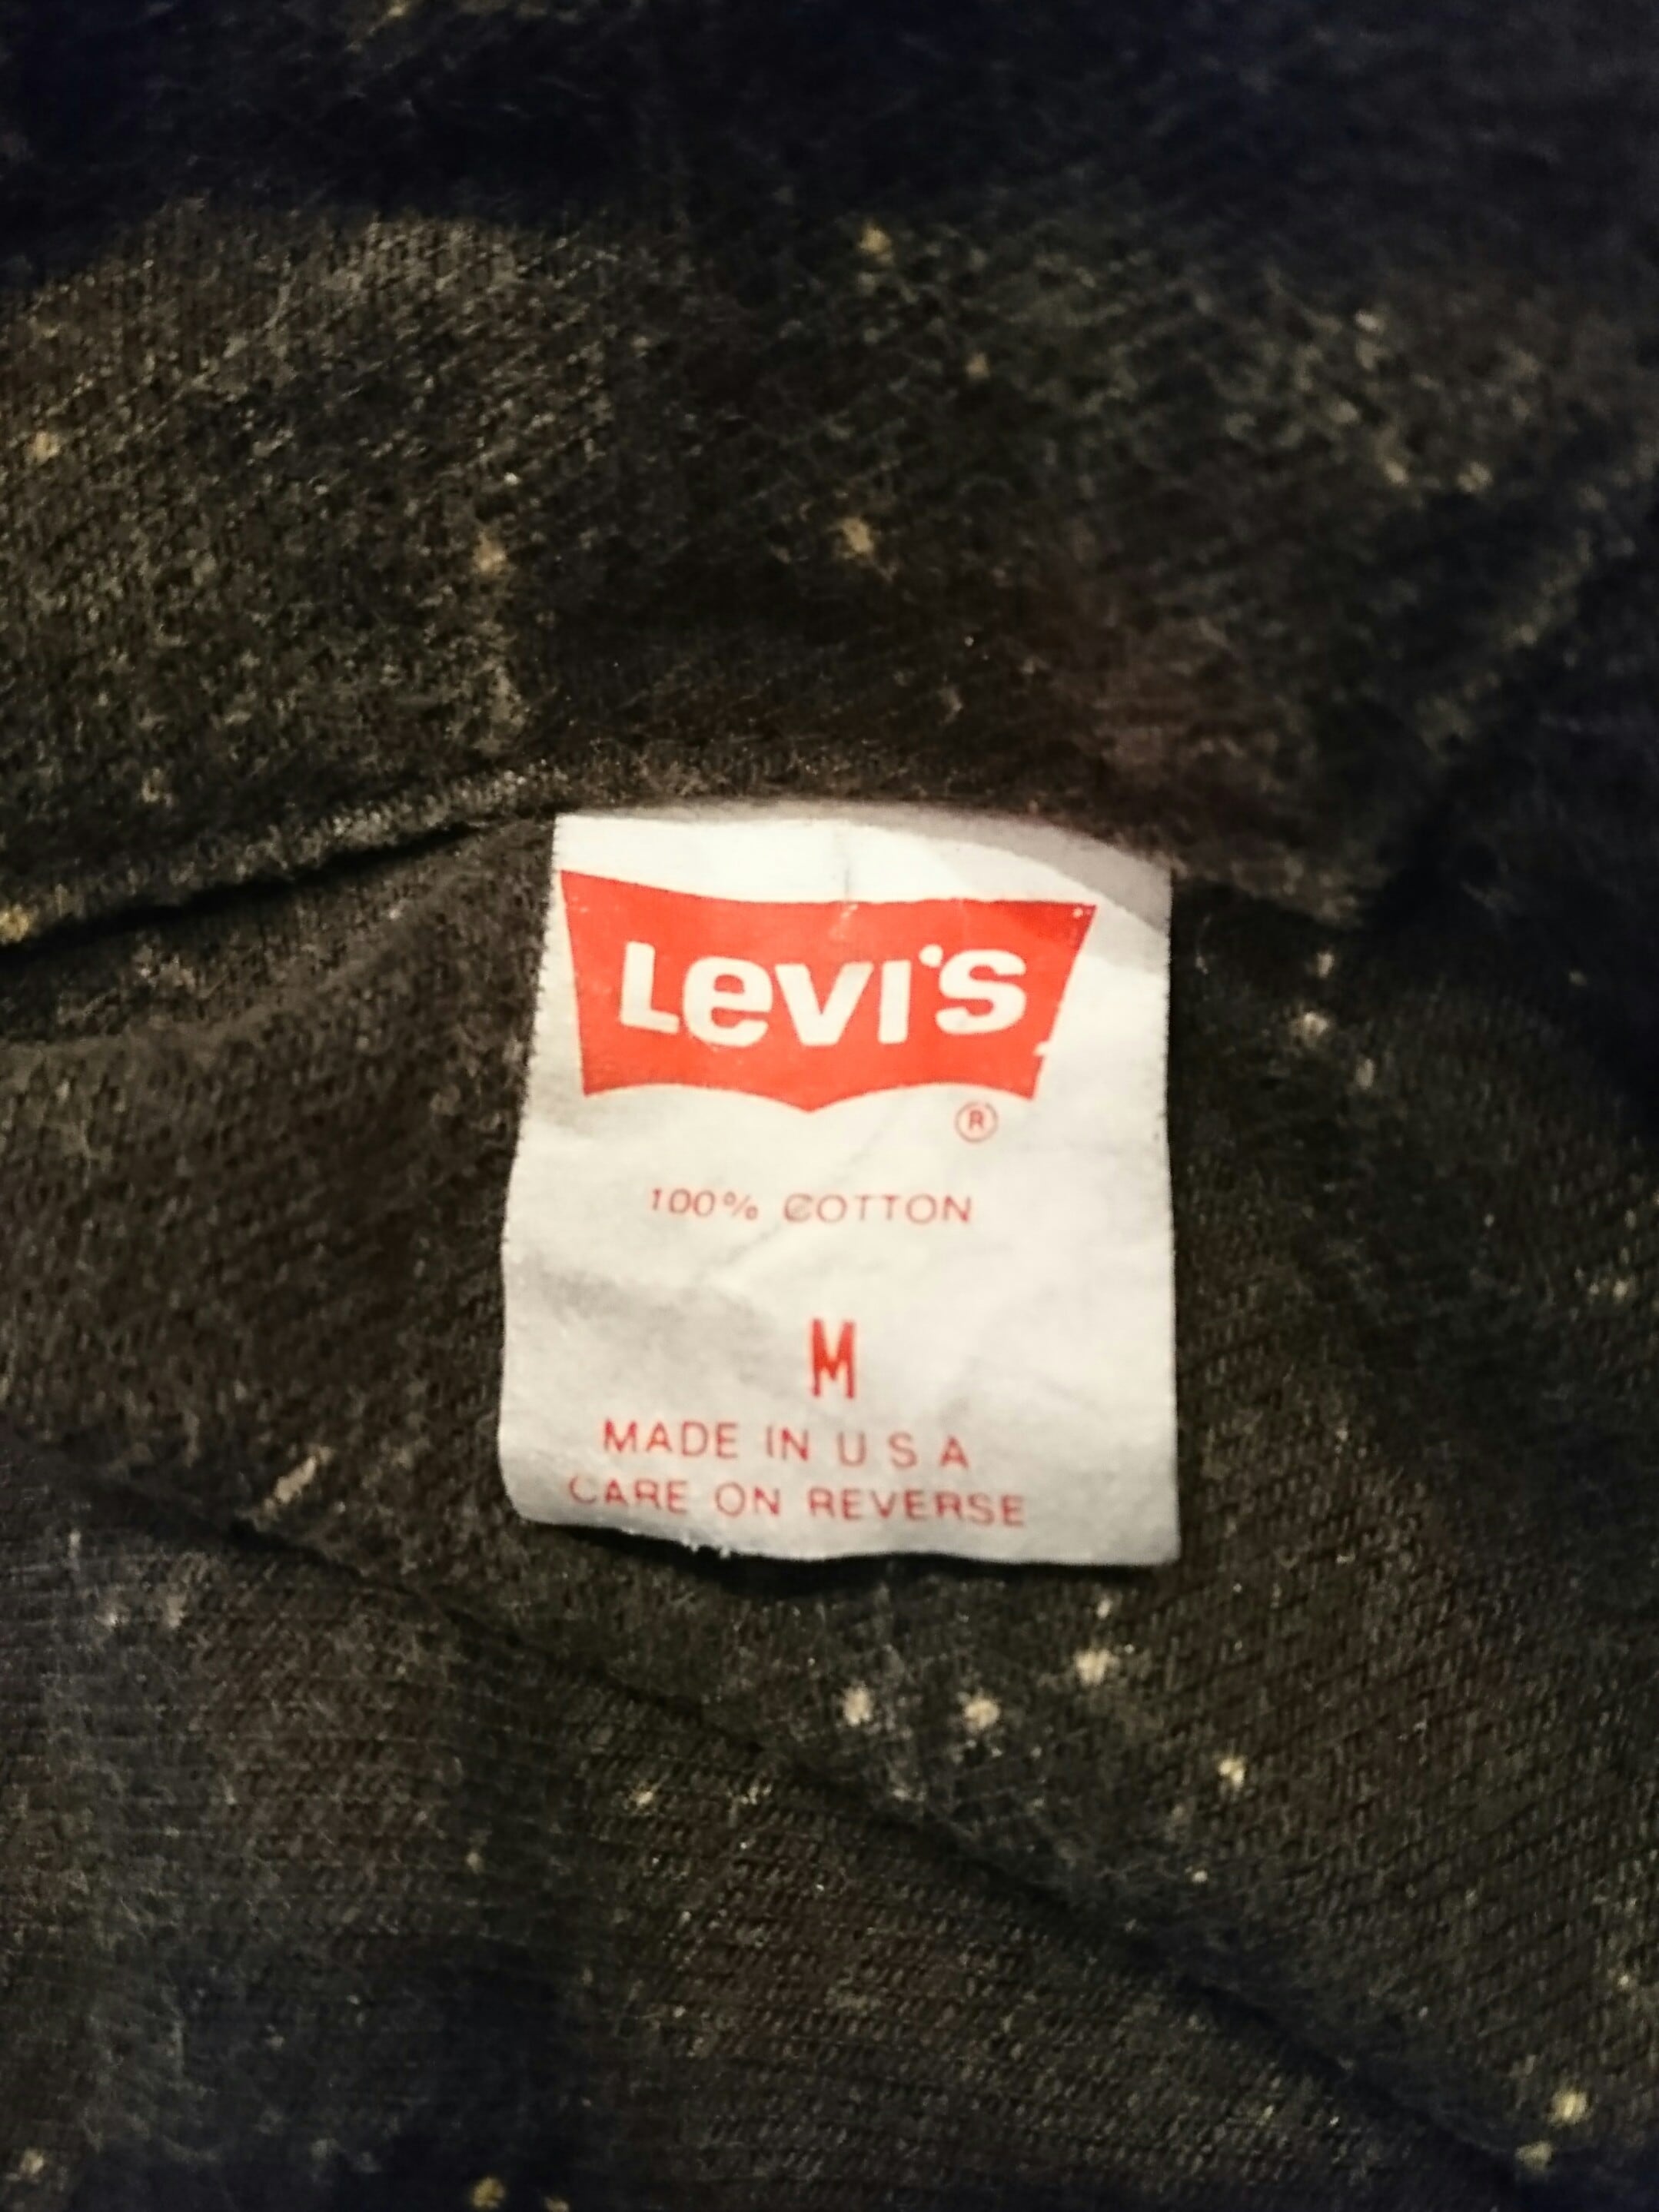 Levi's
®
100% COTTON
M
MADE IN U S A
CARE ON REVERSE